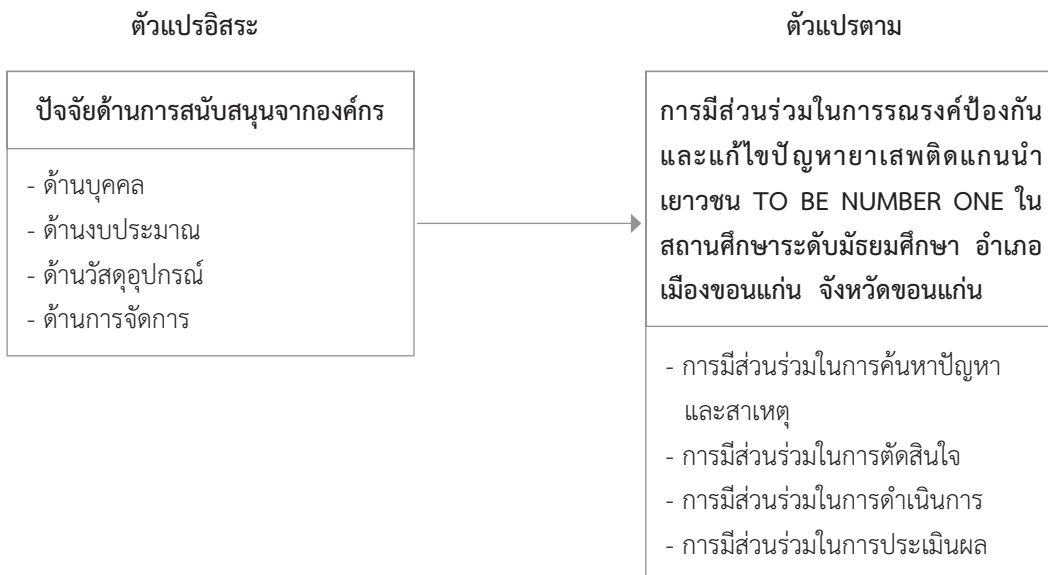 ตัวแปรอิสระ
ปัจจัยด้านการสนับสนุนจากองค์กร
- ด้านบุคคล
- ด้านงบประมาณ
- ด้านวัสดุอุปกรณ์
- ด้านการจัดการ
ตัวแปรตาม
การมีส่วนร่วมในการรณรงค์ป้องกัน
และแก้ไขปัญหายาเสพติดแกนนำ
เยาวชน TO BE NUMBER ONE ใน
สถานศึกษาระดับมัธยมศึกษา อำเภอ
เมืองขอนแก่น จังหวัดขอนแก่น
- การมีส่วนร่วมในการค้นหาปัญหา
และสาเหตุ
- การมีส่วนร่วมในการตัดสินใจ
- การมีส่วนร่วมในการดำเนินการ
- การมีส่วนร่วมในการประเมินผล